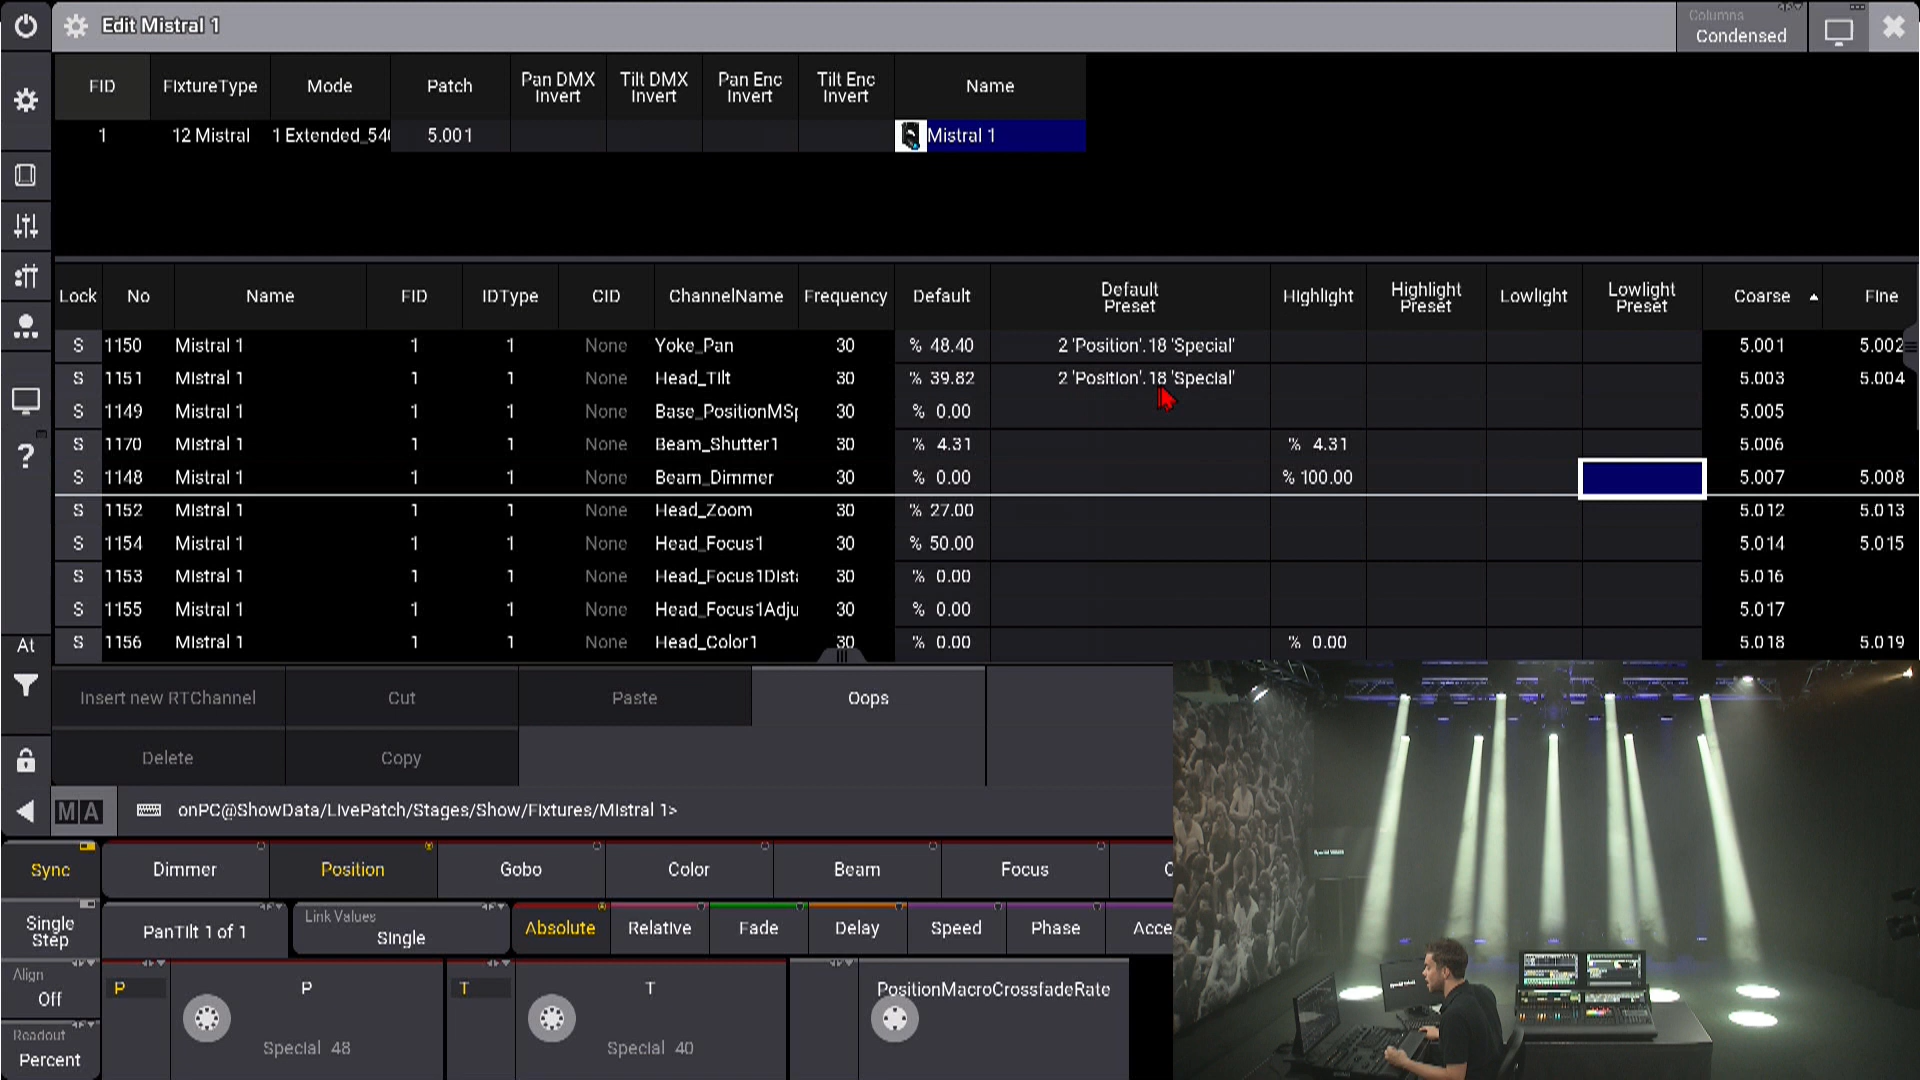 Edit Mistral 1
Columns
Condensed
FID FixtureType Mode Patch Pan DMX Invert Tilt DMX Invert Pan Enc Invert Tilt Enc Invert Name
1 12 Mistral 1 Extended_540 5.001 Mistral 1
Lock No Name FID IDType CID ChannelName Frequency Default Default Preset Highlight Highlight Preset Lowlight Lowlight Preset Coarse Fine
S 1150 Mistral 1 1 1 None Yoke_Pan 30 % 48.40 2 'Position'.18 'Special' 5.001 5.002
S 1151 Mistral 1 1 1 None Head_Tilt 30 % 39.82 2 'Position'.18 'Special' 5.003 5.004
S 1149 Mistral 1 1 1 None Base_PositionMSp 30 % 0.00 5.005
S 1170 Mistral 1 1 1 None Beam_Shutter1 30 % 4.31 % 4.31 5.006
S 1148 Mistral 1 1 1 None Beam_Dimmer 30 % 0.00 % 100.00 5.007 5.008
S 1152 Mistral 1 1 1 None Head_Zoom 30 % 27.00 5.012 5.013
S 1154 Mistral 1 1 1 None Head_Focus1 30 % 50.00 5.014 5.015
S 1153 Mistral 1 1 1 None Head_Focus1Dista 30 % 0.00 5.016
S 1155 Mistral 1 1 1 None Head_Focus1Adju 30 % 0.00 5.017
S 1156 Mistral 1 1 1 None Head_Color1 30 % 0.00 % 0.00 5.018 5.019
At
Insert new RTChannel Cut Paste Oops
Delete Copy
MA onPC@ShowData/LivePatch/Stages/Show/Fixtures/Mistral 1>
Sync Dimmer Position Gobo Color Beam Focus C
Single Step PanTilt 1 of 1 Link Values Single Absolute Relative Fade Delay Speed Phase Acce
Align Off P P T T PositionMacroCrossfadeRate
Readout Percent Special 48 Special 40